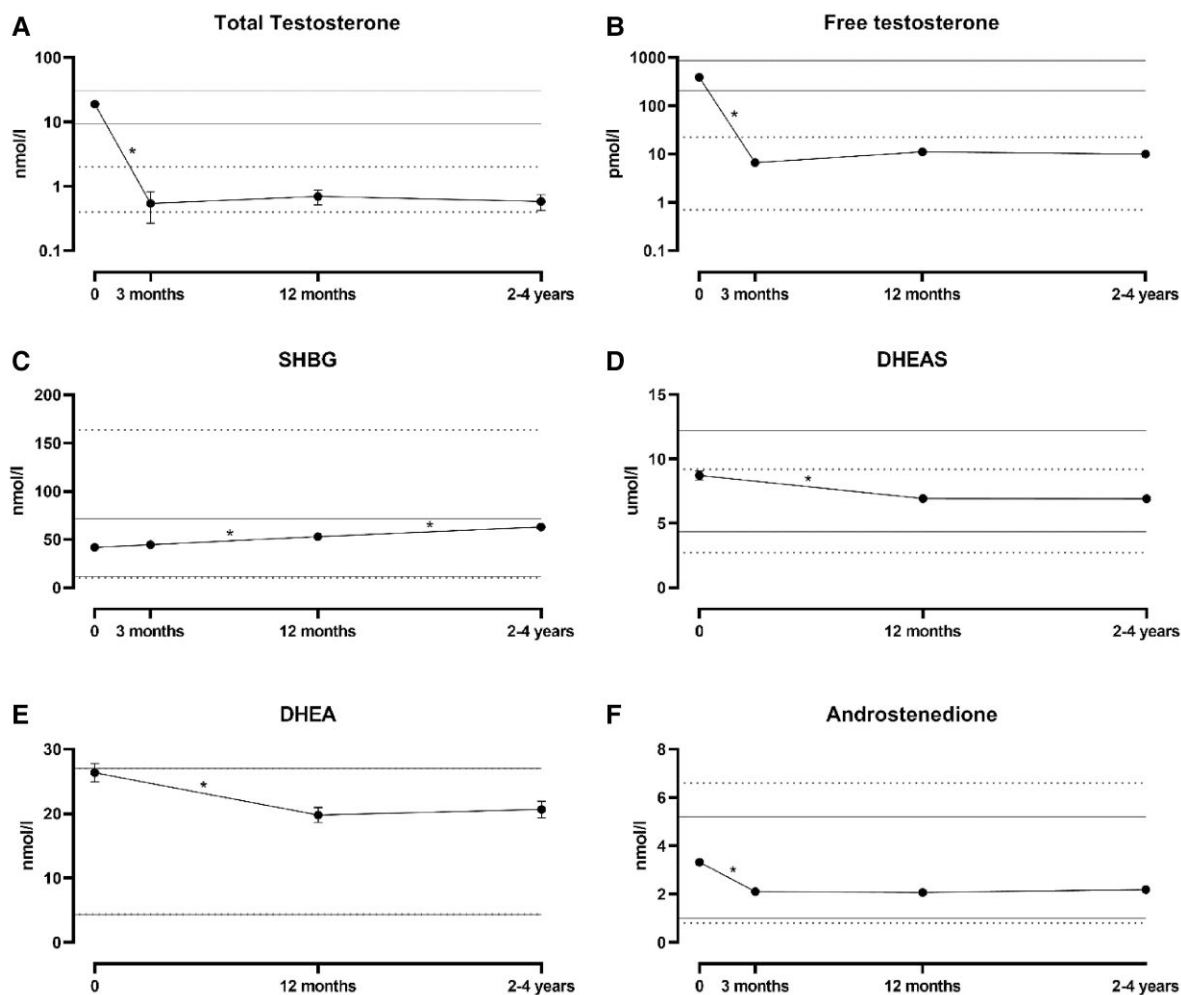 A
Total Testosterone
nmol/l
100
10
1
0.1
*
0 3 months 12 months 2-4 years
B
Free testosterone
pmol/l
1000
100
10
1
0.1
*
0 3 months 12 months 2-4 years
C
SHBG
nmol/l
200
150
100
50
0
* *
0 3 months 12 months 2-4 years
D
DHEAS
umol/l
15
10
5
0
*
0 12 months 2-4 years
E
DHEA
nmol/l
30
20
10
0
*
0 12 months 2-4 years
F
Androstenedione
nmol/l
8
6
4
2
0
*
0 3 months 12 months 2-4 years